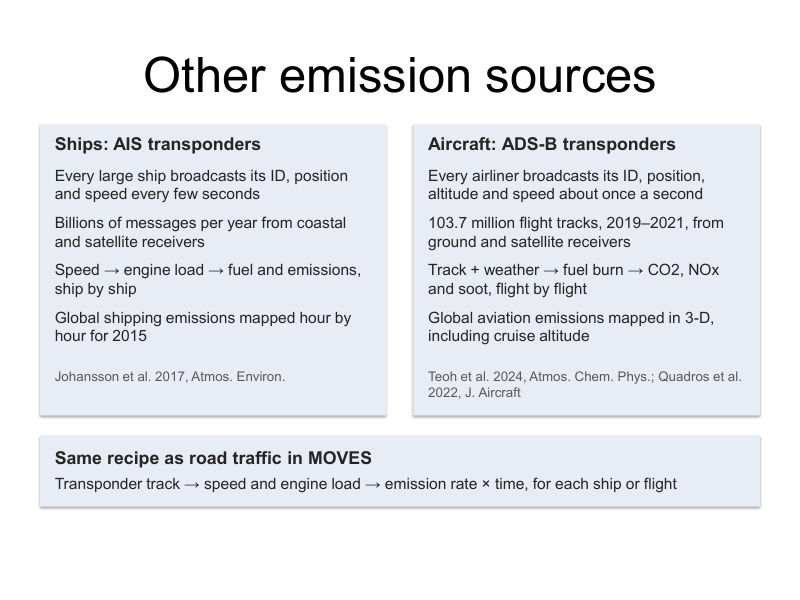 Other emission sources
Ships: AIS transponders
Every large ship broadcasts its ID, position
and speed every few seconds
Billions of messages per year from coastal
and satellite receivers
Speed → engine load → fuel and emissions,
ship by ship
Global shipping emissions mapped hour by
hour for 2015
Johansson et al. 2017, Atmos. Environ.
Aircraft: ADS-B transponders
Every airliner broadcasts its ID, position,
altitude and speed about once a second
103.7 million flight tracks, 2019–2021, from
ground and satellite receivers
Track + weather → fuel burn → CO2, NOx
and soot, flight by flight
Global aviation emissions mapped in 3-D,
including cruise altitude
Teoh et al. 2024, Atmos. Chem. Phys.; Quadros et al.
2022, J. Aircraft
Same recipe as road traffic in MOVES
Transponder track → speed and engine load → emission rate × time, for each ship or flight